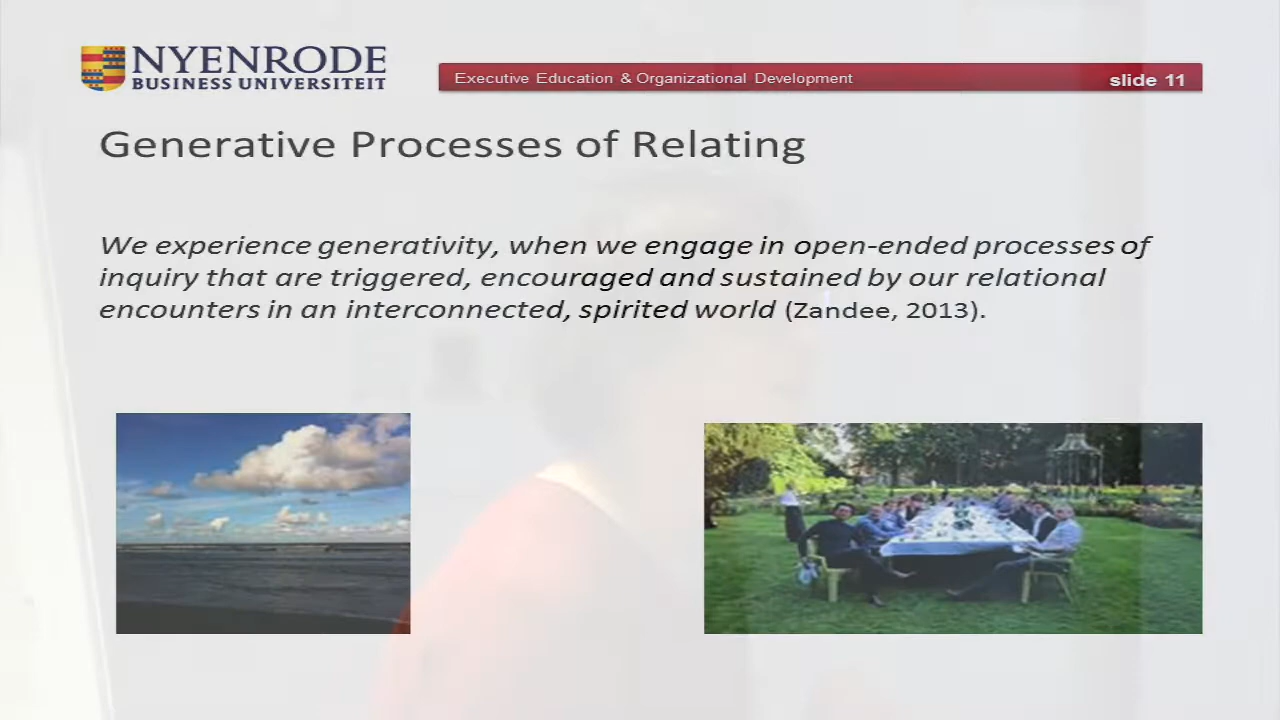 NYENRODE
BUSINESS UNIVERSITEIT
Executive Education & Organizational Development
slide 11
Generative Processes of Relating
We experience generativity, when we engage in open-ended processes of
inquiry that are triggered, encouraged and sustained by our relational
encounters in an interconnected, spirited world (Zandee, 2013).